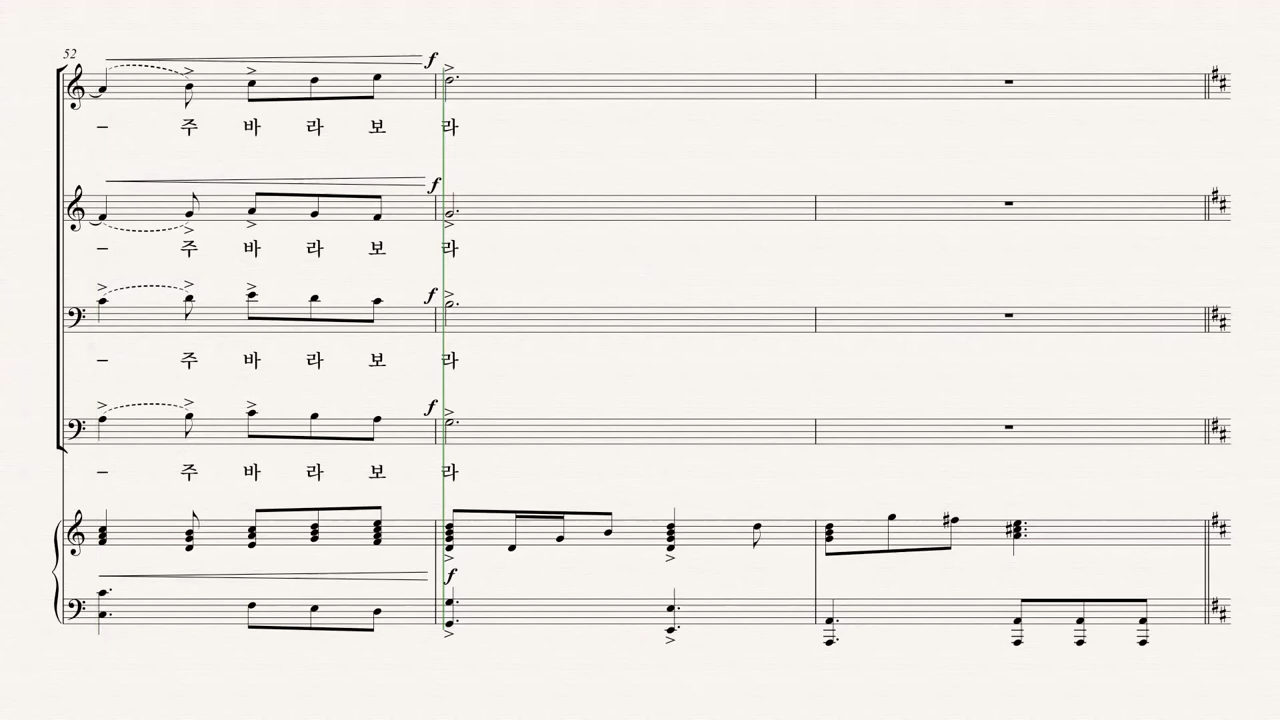 52
f
– 주 바 라 보 라
f
– 주 바 라 보 라
f
– 주 바 라 보 라
f
– 주 바 라 보 라
f